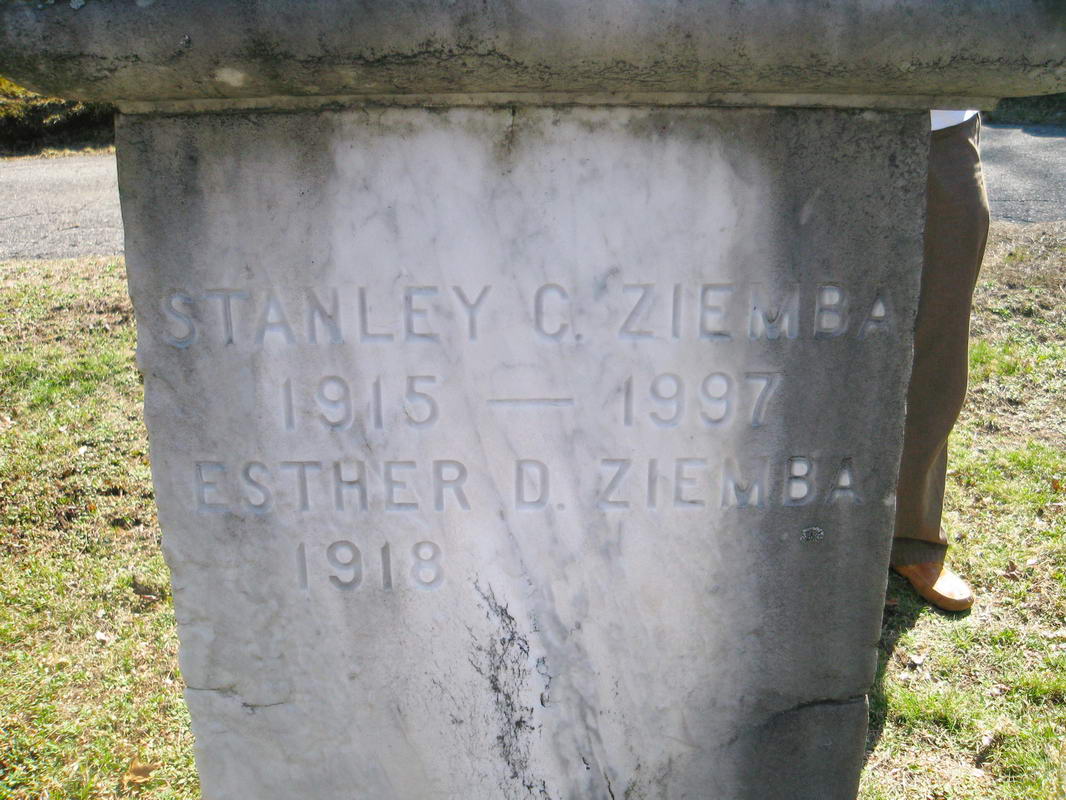 STANLEY C. ZIEMBA
1915 — 1997
ESTHER D. ZIEMBA
1918